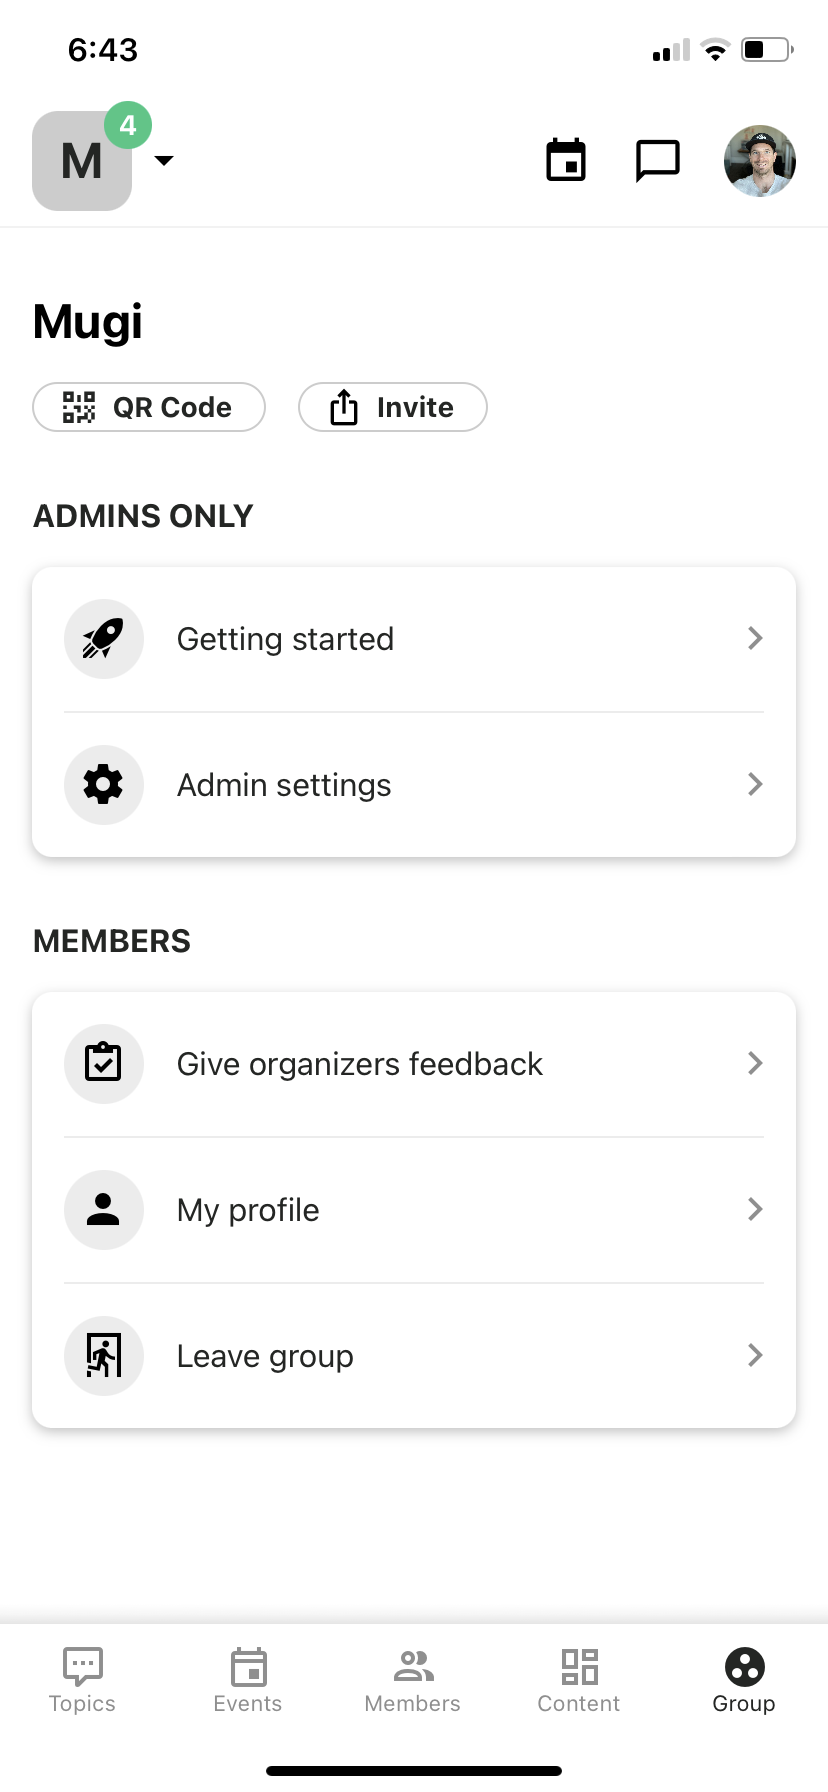 6:43
M
4
Mugi
QR Code
Invite
ADMINS ONLY
Getting started
Admin settings
MEMBERS
Give organizers feedback
My profile
Leave group
Topics
Events
Members
Content
Group